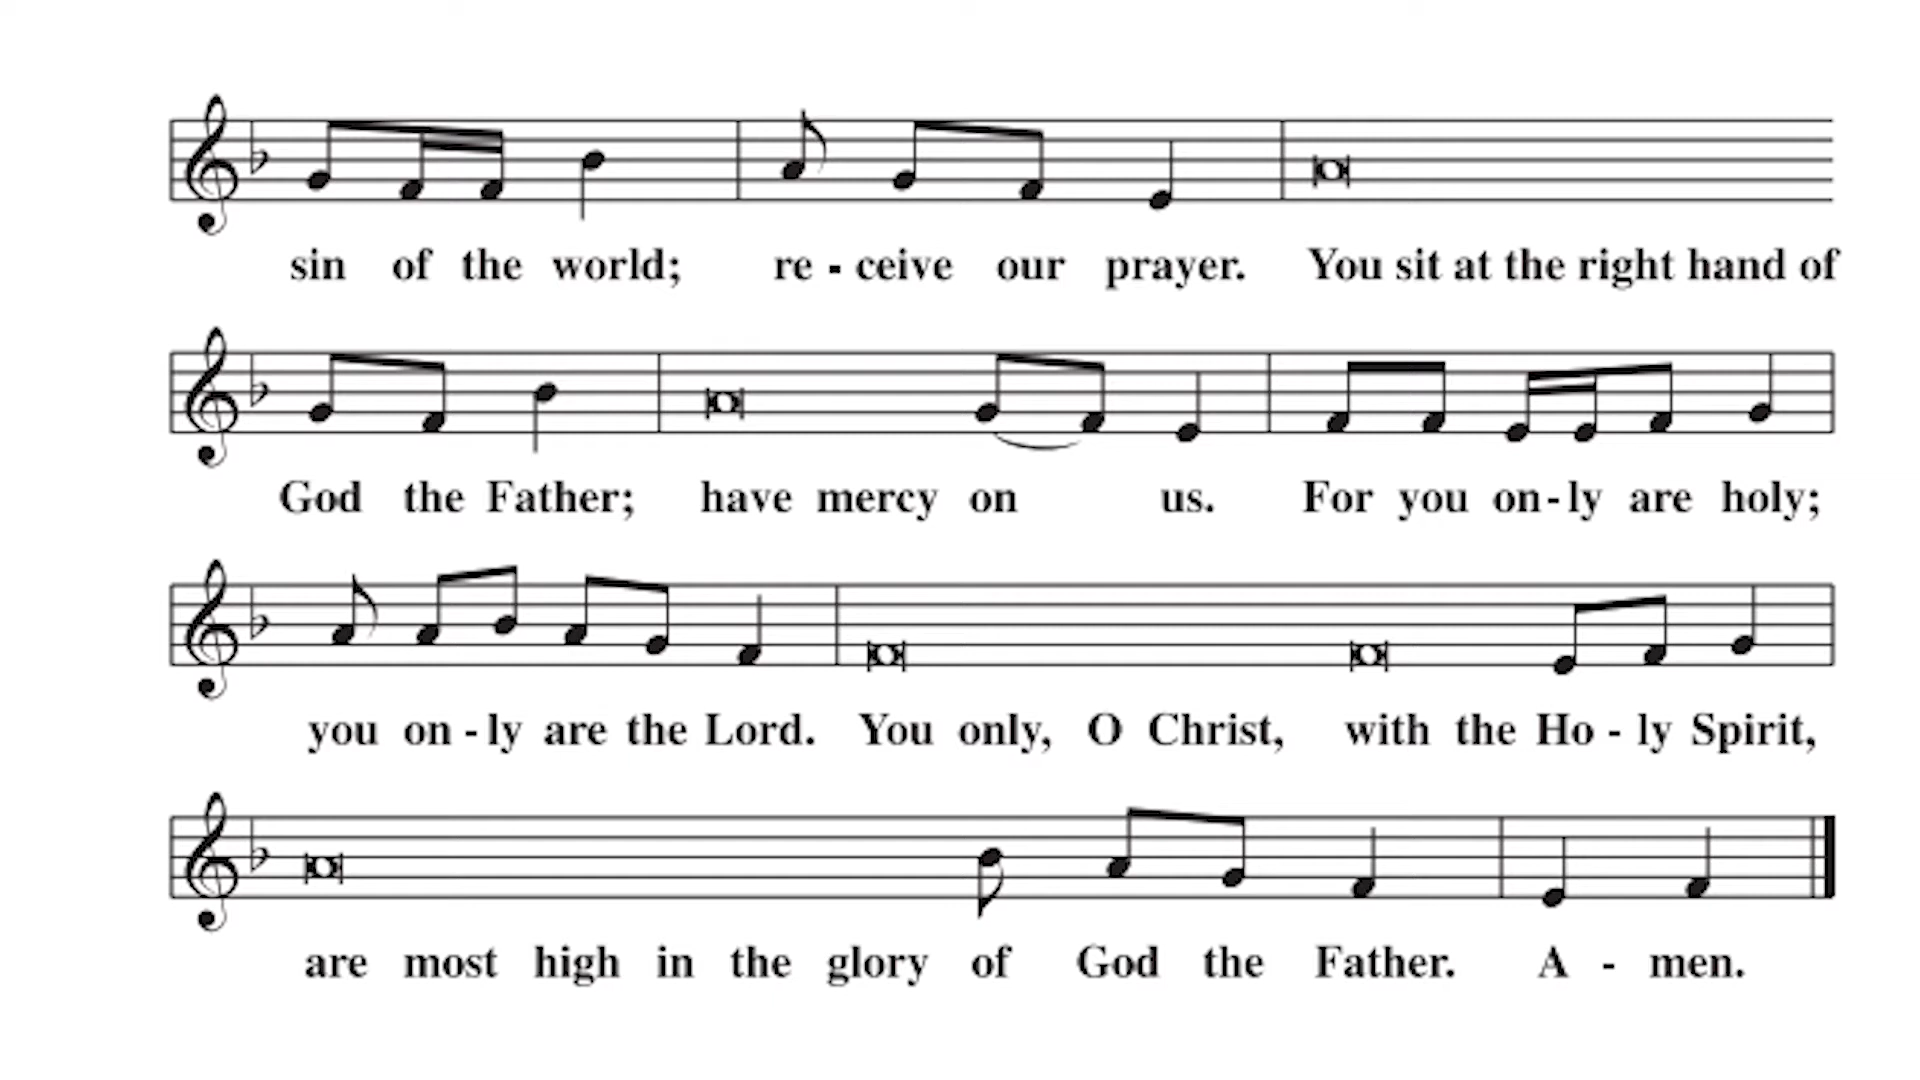 sin of the world; re - ceive our prayer. You sit at the right hand of
God the Father; have mercy on us. For you on - ly are holy;
you on - ly are the Lord. You only, O Christ, with the Ho - ly Spirit,
are most high in the glory of God the Father. A - men.